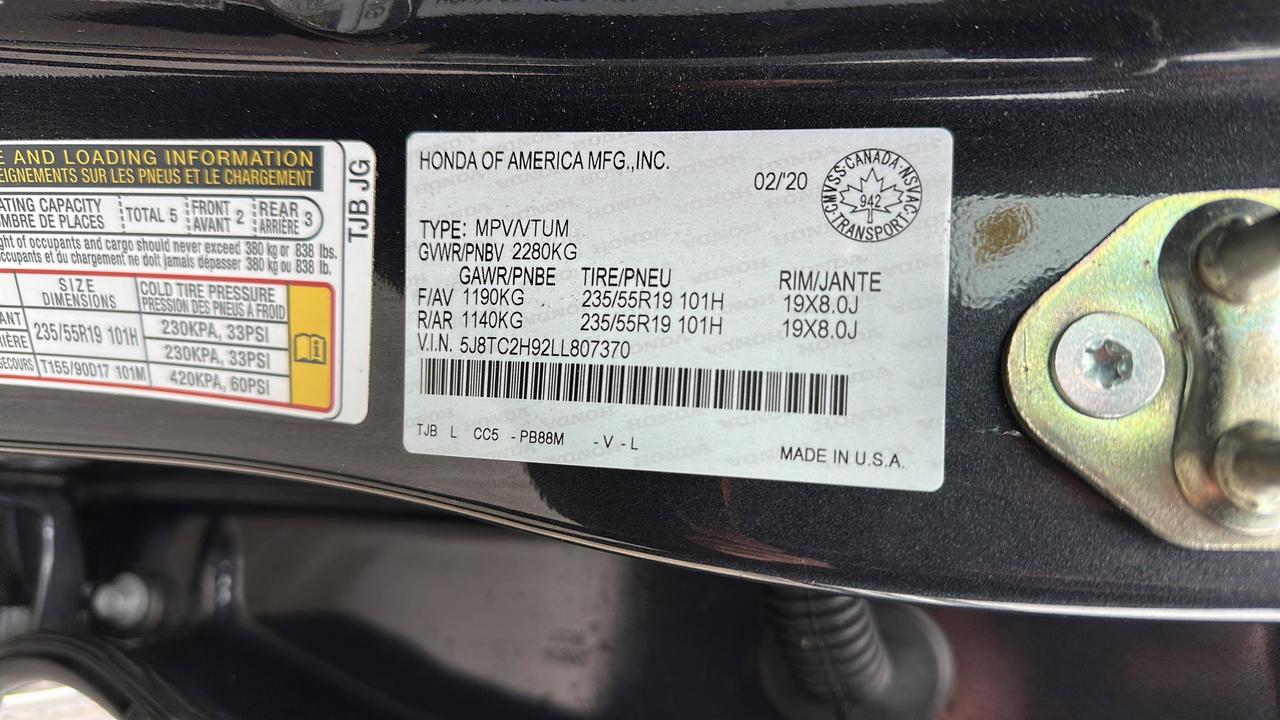 E AND LOADING INFORMATION
EIGNEMENTS SUR LES PNEUS ET LE CHARGEMENT
ATING CAPACITY
MBRE DE PLACES
TOTAL 5
FRONT
AVANT 2
REAR
ARRIÈRE 3
ght of occupants and cargo should never exceed 380 kg or 838 lbs.
ccupants et du chargement ne doit jamais dépasser 380 kg ou 838 lb.
SIZE
DIMENSIONS
COLD TIRE PRESSURE
PRESSION DES PNEUS À FROID
ANT
235/55R19 101H
230KPA, 33PSI
IÈRE
230KPA, 33PSI
SECOURS
T155/90D17 101M
420KPA, 60PSI
TJB JG
HONDA OF AMERICA MFG.,INC.
02/'20
CMVSS·CANADA·NSVAC
942
TRANSPORT
TYPE: MPV/VTUM
GVWR/PNBV 2280KG
GAWR/PNBE TIRE/PNEU RIM/JANTE
F/AV 1190KG 235/55R19 101H 19X8.0J
R/AR 1140KG 235/55R19 101H 19X8.0J
V.I.N. 5J8TC2H92LL807370
TJB L CC5 -PB88M -V -L
MADE IN U.S.A.